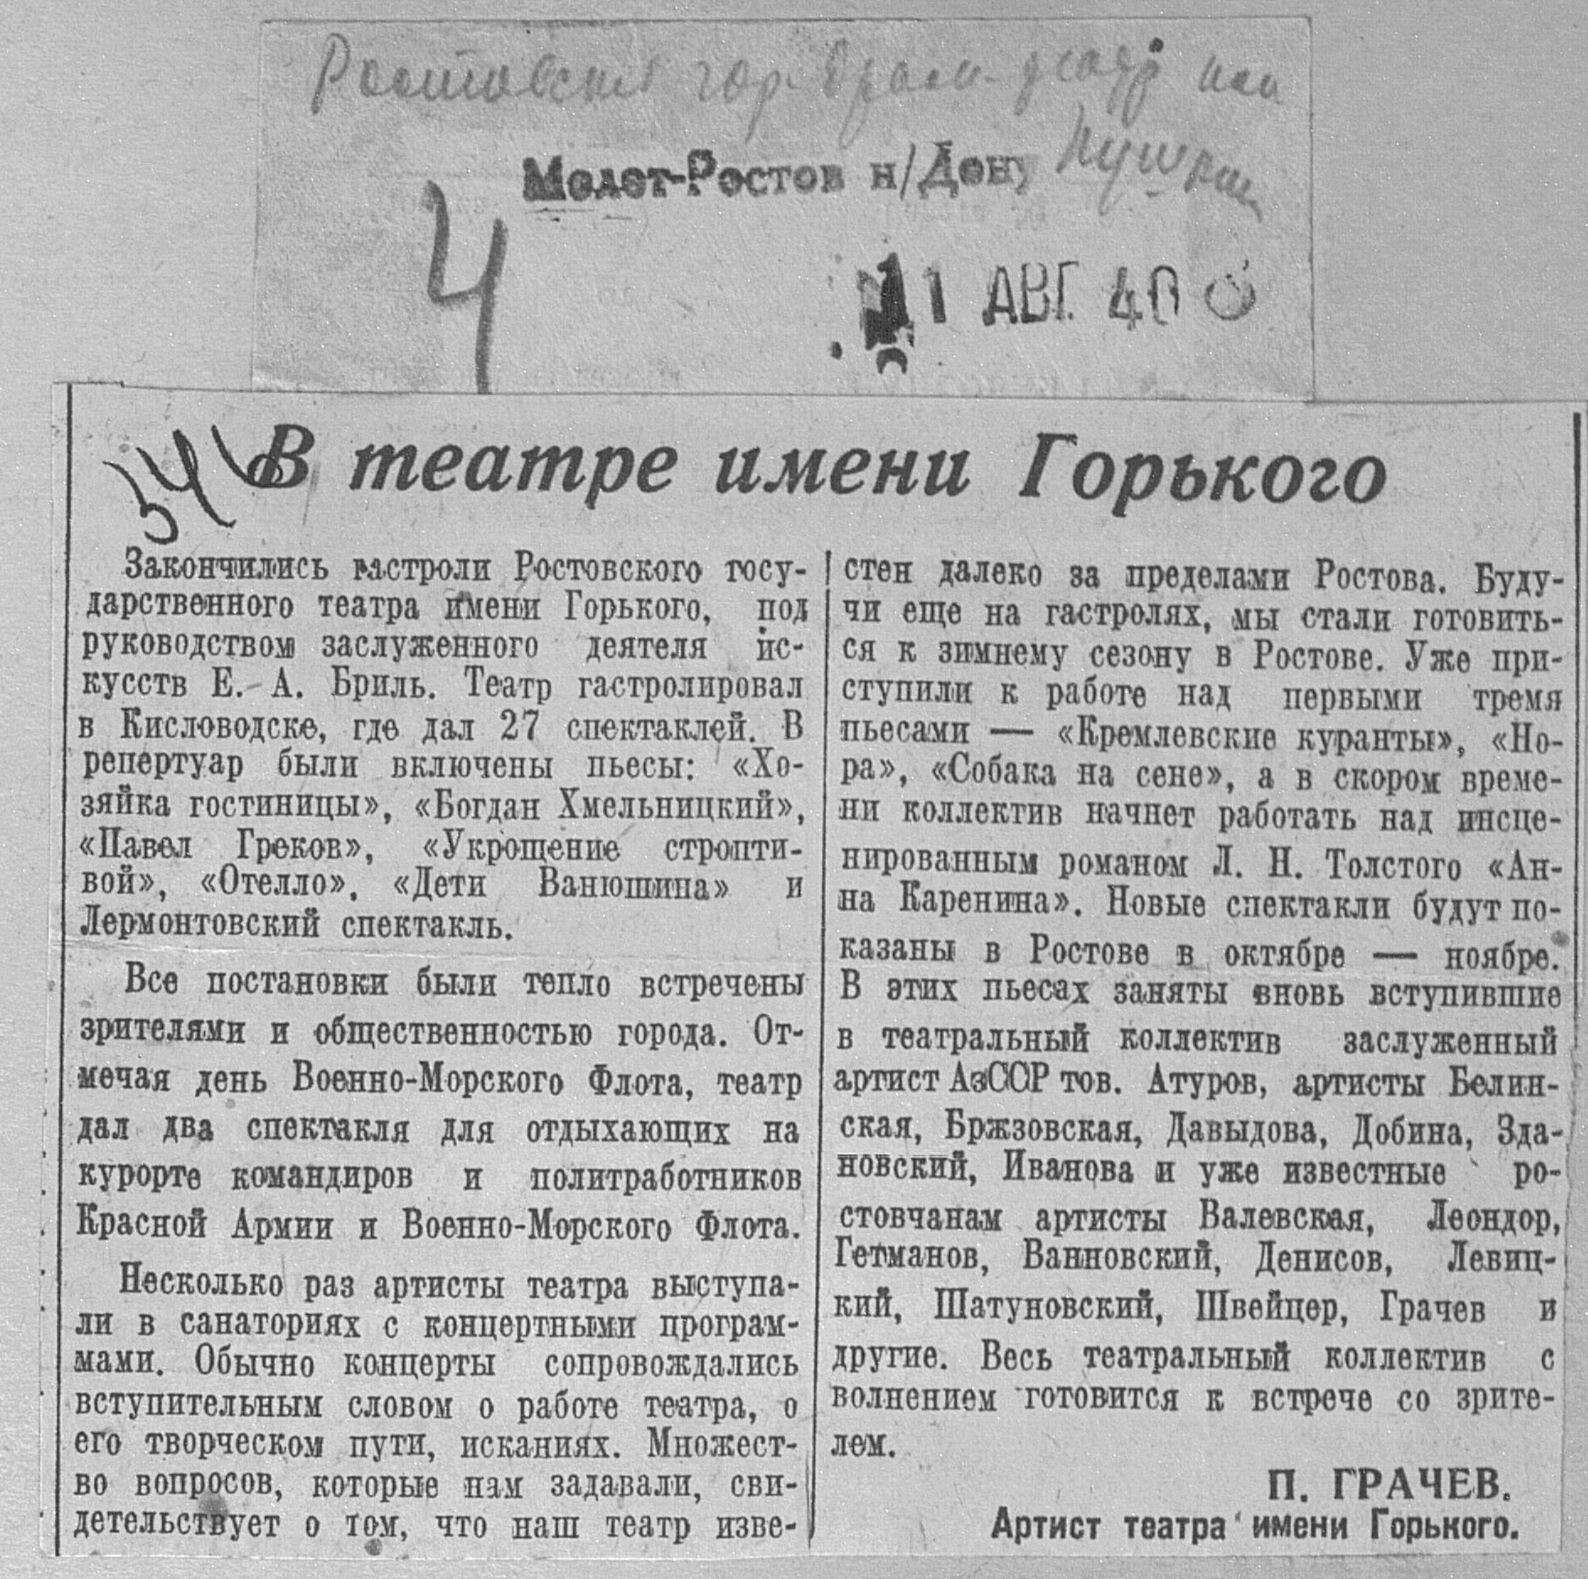 Ростовский гор. драм. театр им
Пушкин
Молот-Ростов н/Дону
Ч
11 АВГ. 40
В театре имени Горького
Закончились гастроли Ростовского госу-
дарственного театра имени Горького, под
руководством заслуженного деятеля ис-
кусств Е. А. Бриль. Театр гастролировал
в Кисловодске, где дал 27 спектаклей. В
репертуар были включены пьесы: «Хо-
зяйка гостиницы», «Богдан Хмельницкий»,
«Павел Греков», «Укрощение стропти-
вой», «Отелло», «Дети Ванюшина» и
Лермонтовский спектакль.
Все постановки были тепло встречены
зрителями и общественностью города. От-
мечая день Военно-Морского Флота, театр
дал два спектакля для отдыхающих на
курорте командиров и политработников
Красной Армии и Военно-Морского Флота.
Несколько раз артисты театра выступа-
ли в санаториях с концертными програм-
мами. Обычно концерты сопровождались
вступительным словом о работе театра, о
его творческом пути, исканиях. Множест-
во вопросов, которые нам задавали, сви-
детельствует о том, что наш театр изве-
стен далеко за пределами Ростова. Буду-
чи еще на гастролях, мы стали готовить-
ся к зимнему сезону в Ростове. Уже при-
ступили к работе над первыми тремя
пьесами — «Кремлевские куранты», «Но-
ра», «Собака на сене», а в скором време-
ни коллектив начнет работать над инсце-
нированным романом Л. Н. Толстого «Ан-
на Каренина». Новые спектакли будут по-
казаны в Ростове в октябре — ноябре.
В этих пьесах заняты вновь вступившие
в театральный коллектив заслуженный
артист АзССР тов. Атуров, артисты Белин-
ская, Бржзовская, Давыдова, Добина, Зда-
новский, Иванова и уже известные ро-
стовчанам артисты Валевская, Леондор,
Гетманов, Ванновский, Денисов, Левиц-
кий, Шатуновский, Швейцер, Грачев и
другие. Весь театральный коллектив с
волнением готовится к встрече со зрите-
лем.
П. ГРАЧЕВ.
Артист театра имени Горького.